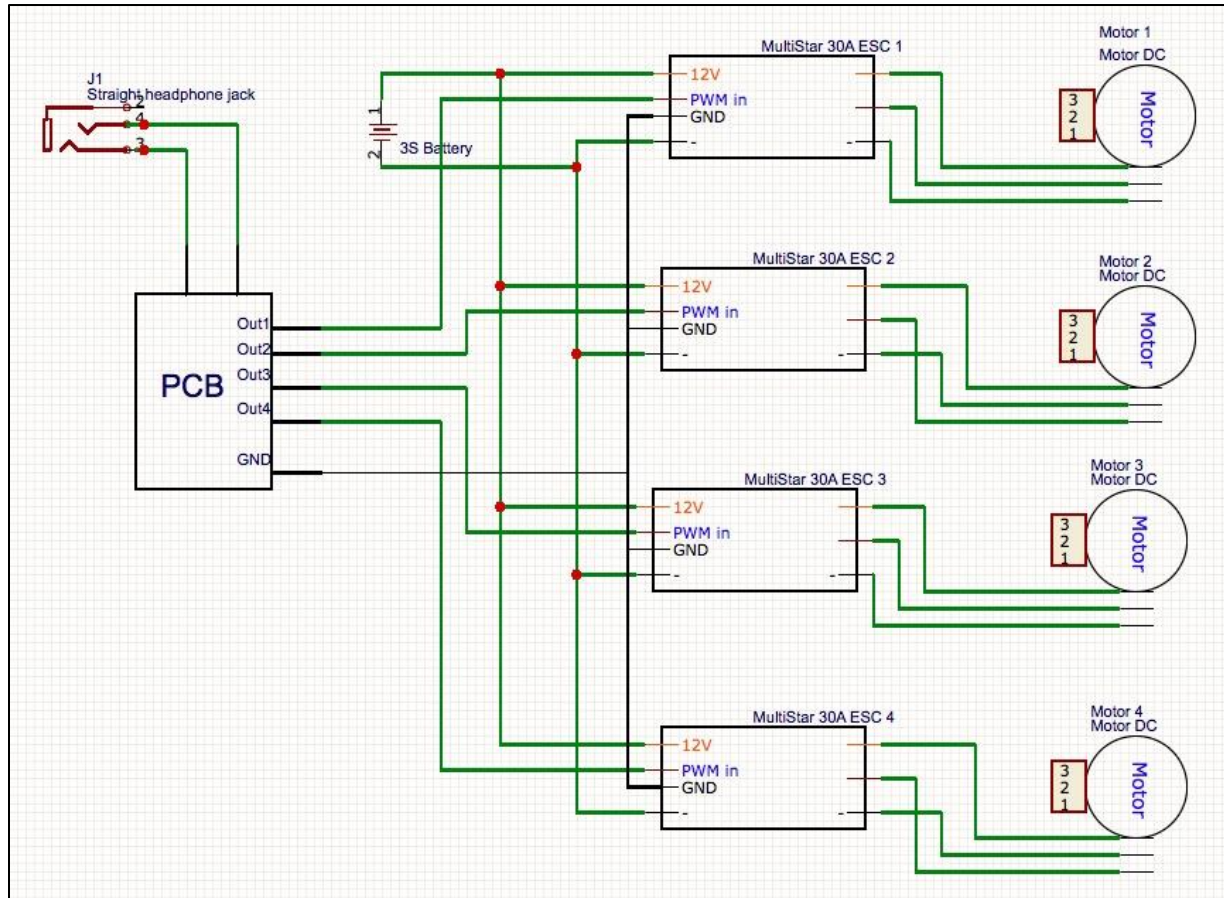 J1
Straight headphone jack
2
4
3
1
2
3S Battery
PCB
Out1
Out2
Out3
Out4
GND
MultiStar 30A ESC 1
12V
PWM in
GND
-
-
Motor 1
Motor DC
3
2
1
Motor
MultiStar 30A ESC 2
12V
PWM in
GND
-
-
Motor 2
Motor DC
3
2
1
Motor
MultiStar 30A ESC 3
12V
PWM in
GND
-
-
Motor 3
Motor DC
3
2
1
Motor
MultiStar 30A ESC 4
12V
PWM in
GND
-
-
Motor 4
Motor DC
3
2
1
Motor